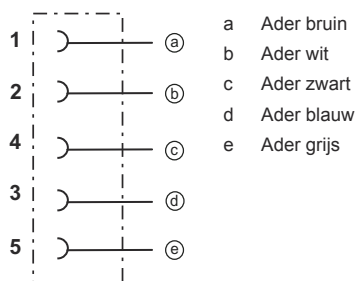 1 ⓐ
2 ⓑ
4 ⓒ
3 ⓓ
5 ⓔ
a Ader bruin
b Ader wit
c Ader zwart
d Ader blauw
e Ader grijs